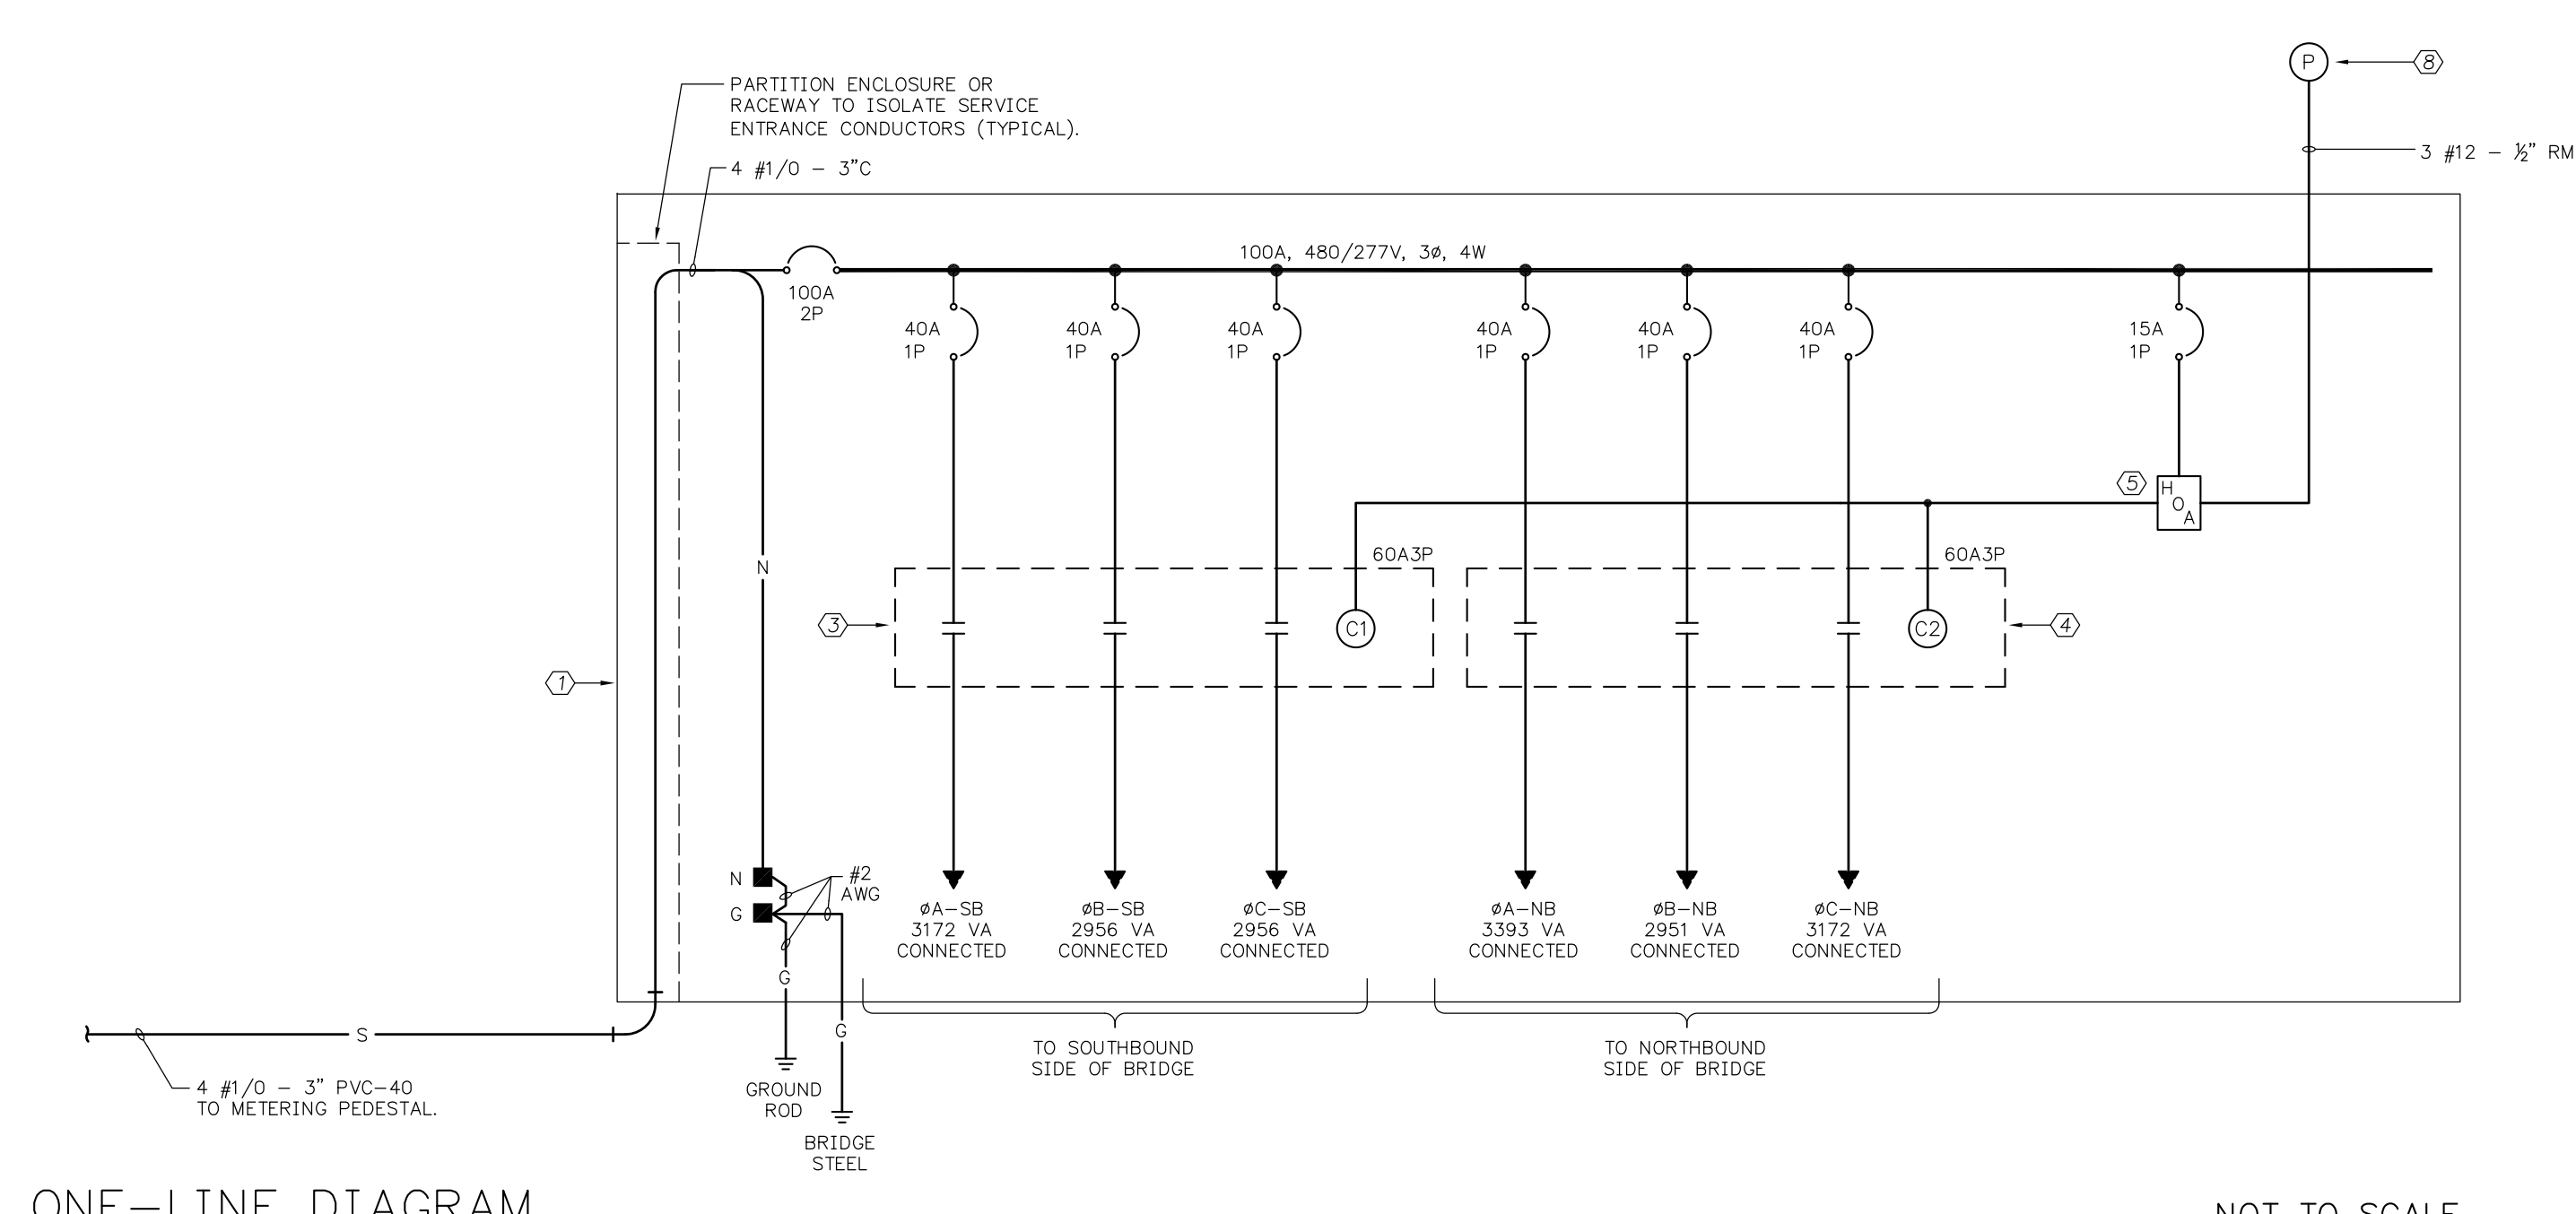 P
8
PARTITION ENCLOSURE OR
RACEWAY TO ISOLATE SERVICE
ENTRANCE CONDUCTORS (TYPICAL).
3 #12 – ½” RM
4 #1/0 – 3”C
100A, 480/277V, 3ø, 4W
100A
2P
40A
1P
40A
1P
40A
1P
40A
1P
40A
1P
40A
1P
15A
1P
5
H
O
A
N
60A3P
60A3P
3
C1
C2
4
1
N
G
#2
AWG
G
G
øA–SB
3172 VA
CONNECTED
øB–SB
2956 VA
CONNECTED
øC–SB
2956 VA
CONNECTED
øA–NB
3393 VA
CONNECTED
øB–NB
2951 VA
CONNECTED
øC–NB
3172 VA
CONNECTED
S
TO SOUTHBOUND
SIDE OF BRIDGE
TO NORTHBOUND
SIDE OF BRIDGE
4 #1/0 – 3” PVC–40
TO METERING PEDESTAL.
GROUND
ROD
BRIDGE
STEEL
ONE–LINE DIAGRAM
NOT TO SCALE